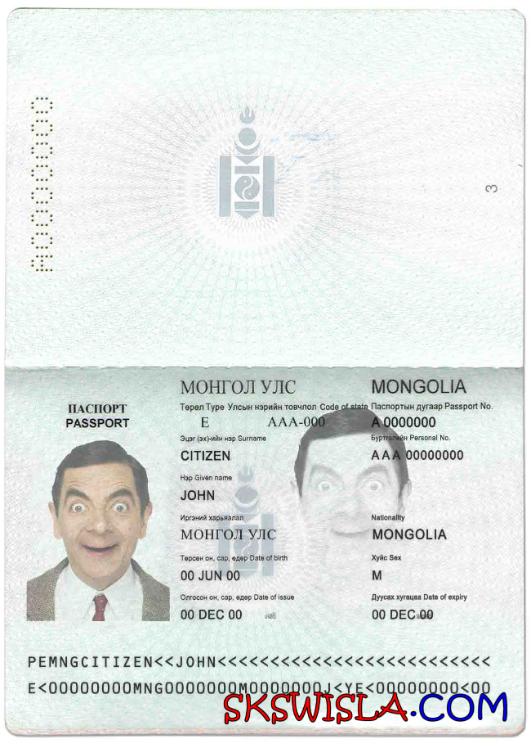 A0000000
3
МОНГОЛ УЛС MONGOLIA
ПАСПОРТ
PASSPORT
Төрөл Type Улсын нэрийн товчлол Code of state Паспортын дугаар Passport No.
E AAA-000 A 0000000
Эцэг (эх)-ийн нэр Surname Бүртгэлийн Personal No.
CITIZEN AAA 00000000
Нэр Given name
JOHN
Иргэний харьяалал Nationality
МОНГОЛ УЛС MONGOLIA
Төрсөн он, сар, өдөр Date of birth Хүйс Sex
00 JUN 00 M
Олгосон он, сар, өдөр Date of issue Дуусах хугацаа Date of expiry
00 DEC 00 00 DEC 00
PEMNGCITIZEN<<JOHN<<<<<<<<<<<<<<<<<<<<<<<<<<
E<00000000MNG0000000M0000000J<YE<00000000<00
SKSWISLA.COM